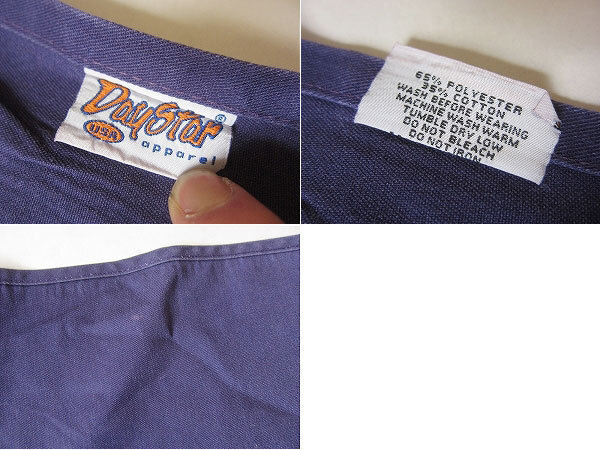 DayStar®
USA
apparel
65% POLYESTER
35% COTTON
WASH BEFORE WEARING
MACHINE WASH WARM
TUMBLE DRY LOW
DO NOT BLEACH
DO NOT IRON